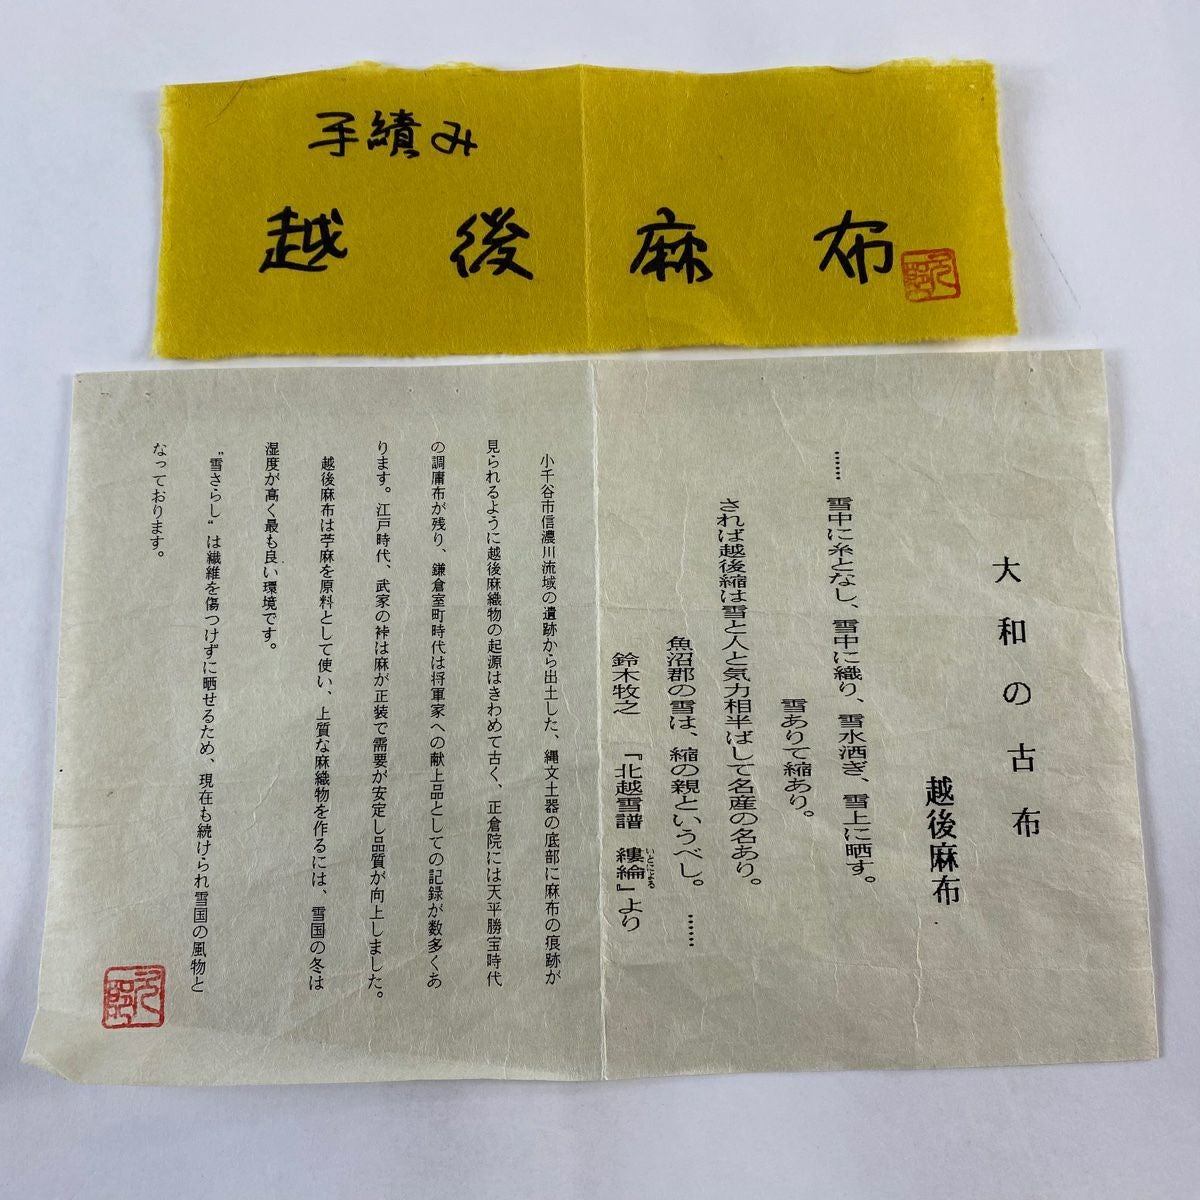 手績み
越後麻布
大和の古布
越後麻布
……雪中に糸となし、雪中に織り、雪水洒ぎ、雪上に晒す。
雪ありて縮あり。
されば越後縮は雪と人と気力相半ばして名産の名あり。
魚沼郡の雪は、縮の親というべし。……
鈴木牧之 『北越雪譜 縷綸』より
いとによる
小千谷市信濃川流域の遺跡から出土した、縄文土器の底部に麻布の痕跡が
見られるように越後麻織物の起源はきわめて古く、正倉院には天平勝宝時代
の調庸布が残り、鎌倉室町時代は将軍家への献上品としての記録が数多くあ
ります。江戸時代、武家の裃は麻が正装で需要が安定し品質が向上しました。
越後麻布は苧麻を原料として使い、上質な麻織物を作るには、雪国の冬は
湿度が高く最も良い環境です。
"雪さらし"は繊維を傷つけずに晒せるため、現在も続けられ雪国の風物と
なっております。